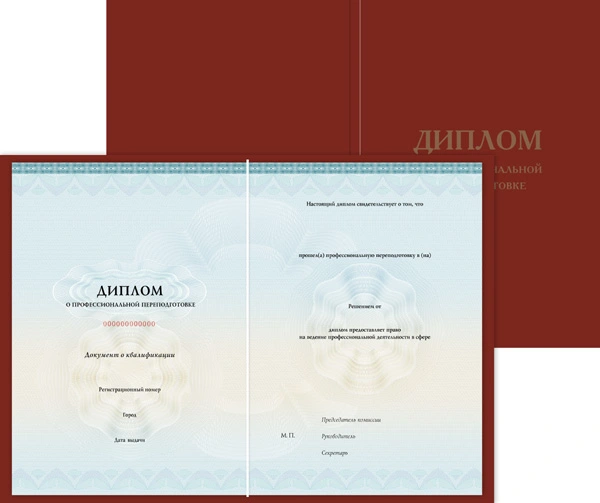 ДИПЛОМ
НАЛЬНОЙ
ТОВКЕ
ДИПЛОМ
О ПРОФЕССИОНАЛЬНОЙ ПЕРЕПОДГОТОВКЕ
000000000000
Документ о квалификации
Регистрационный номер
Город
Дата выдачи
Настоящий диплом свидетельствует о том, что
прошел(а) профессиональную переподготовку в (на)
Решением от
диплом предоставляет право
на ведение профессиональной деятельности в сфере
Председатель комиссии
М.П.
Руководитель
Секретарь